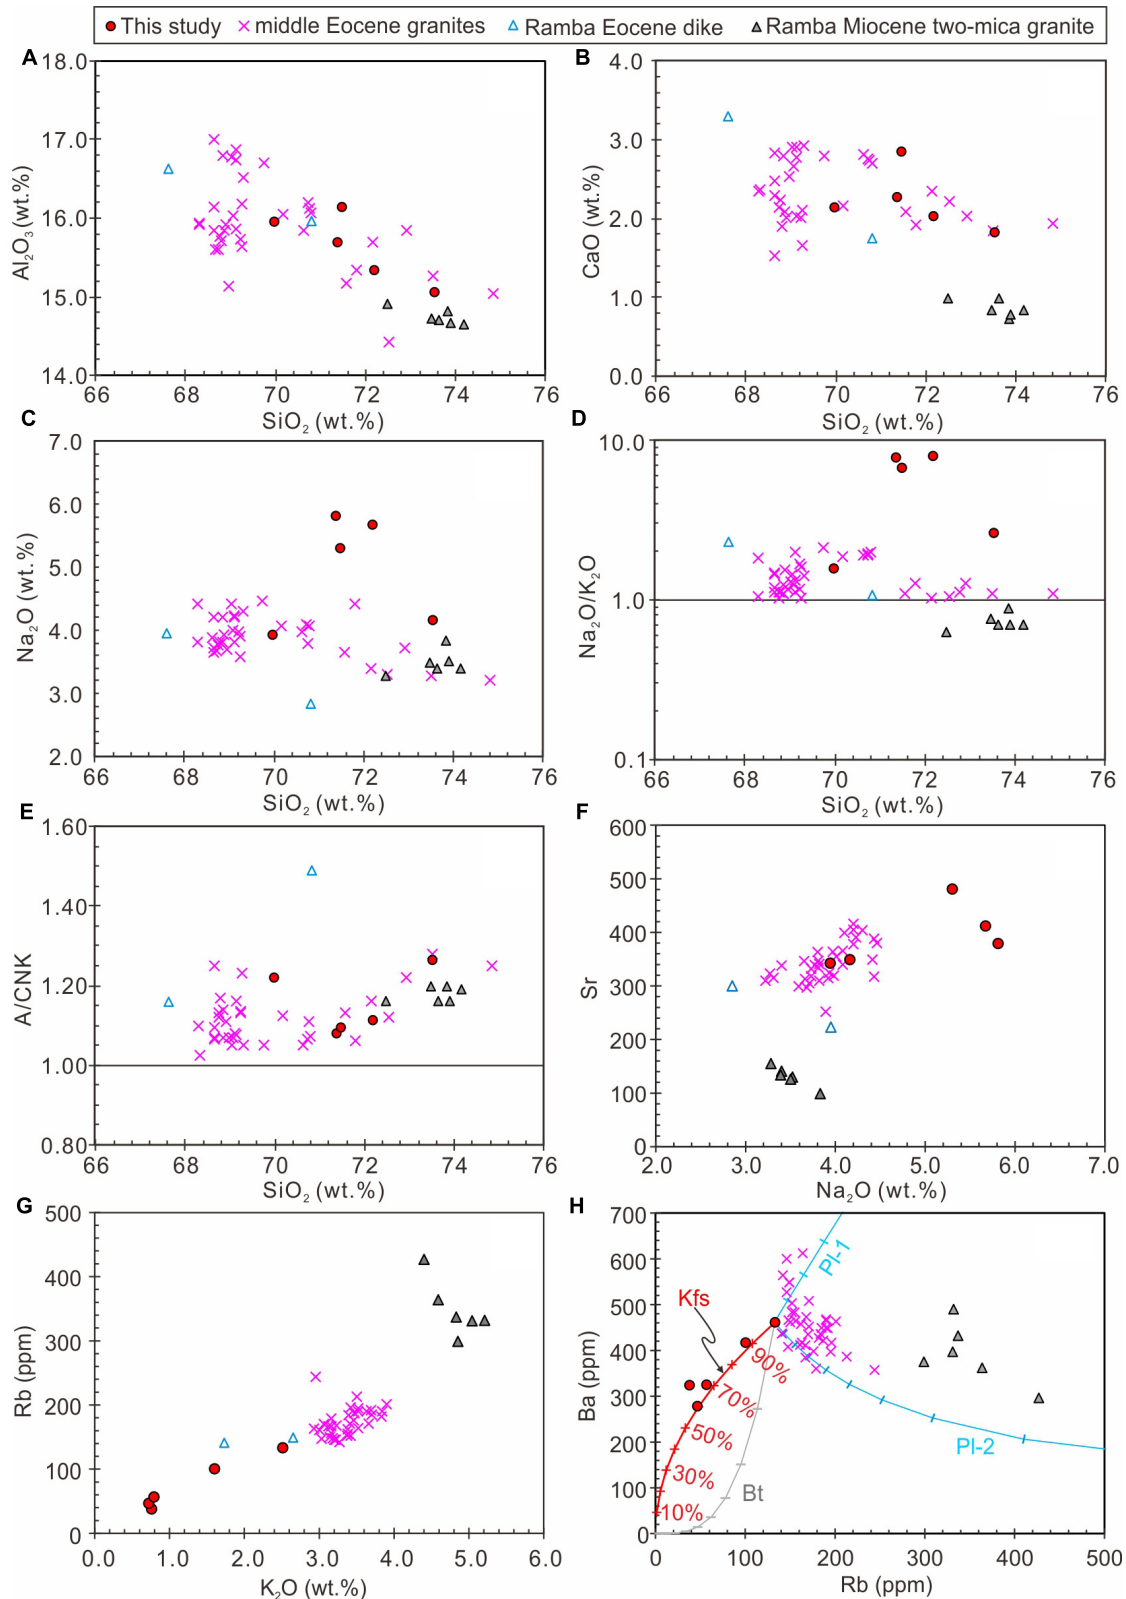 This study middle Eocene granites Ramba Eocene dike Ramba Miocene two-mica granite
A
18.0
17.0
16.0
15.0
14.0
Al₂O₃ (wt.%)
66 68 70 72 74 76
SiO₂ (wt.%)
B
4.0
3.0
2.0
1.0
0.0
CaO (wt.%)
66 68 70 72 74 76
SiO₂ (wt.%)
C
7.0
6.0
5.0
4.0
3.0
2.0
Na₂O (wt.%)
66 68 70 72 74 76
SiO₂ (wt.%)
D
10.0
1.0
0.1
Na₂O/K₂O
66 68 70 72 74 76
SiO₂ (wt.%)
E
1.60
1.40
1.20
1.00
0.80
A/CNK
66 68 70 72 74 76
SiO₂ (wt.%)
F
600
500
400
300
200
100
0
Sr
2.0 3.0 4.0 5.0 6.0 7.0
Na₂O (wt.%)
G
500
400
300
200
100
0
Rb (ppm)
0.0 1.0 2.0 3.0 4.0 5.0 6.0
K₂O (wt.%)
H
700
600
500
400
300
200
100
0
Ba (ppm)
Kfs
Pl-1
90%
70%
50%
30%
10%
Bt
Pl-2
0 100 200 300 400 500
Rb (ppm)